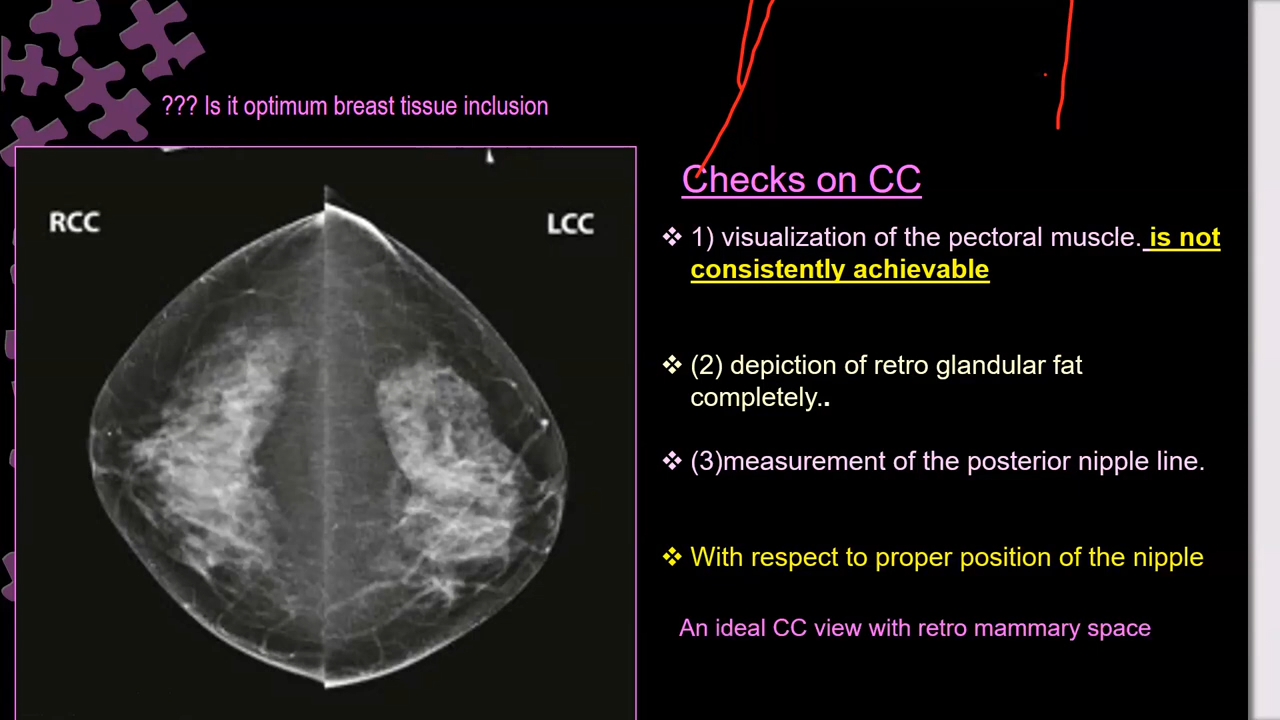 ??? Is it optimum breast tissue inclusion
RCC
LCC
Checks on CC
❖ 1) visualization of the pectoral muscle. is not
consistently achievable
❖ (2) depiction of retro glandular fat
completely..
❖ (3)measurement of the posterior nipple line.
❖ With respect to proper position of the nipple
An ideal CC view with retro mammary space